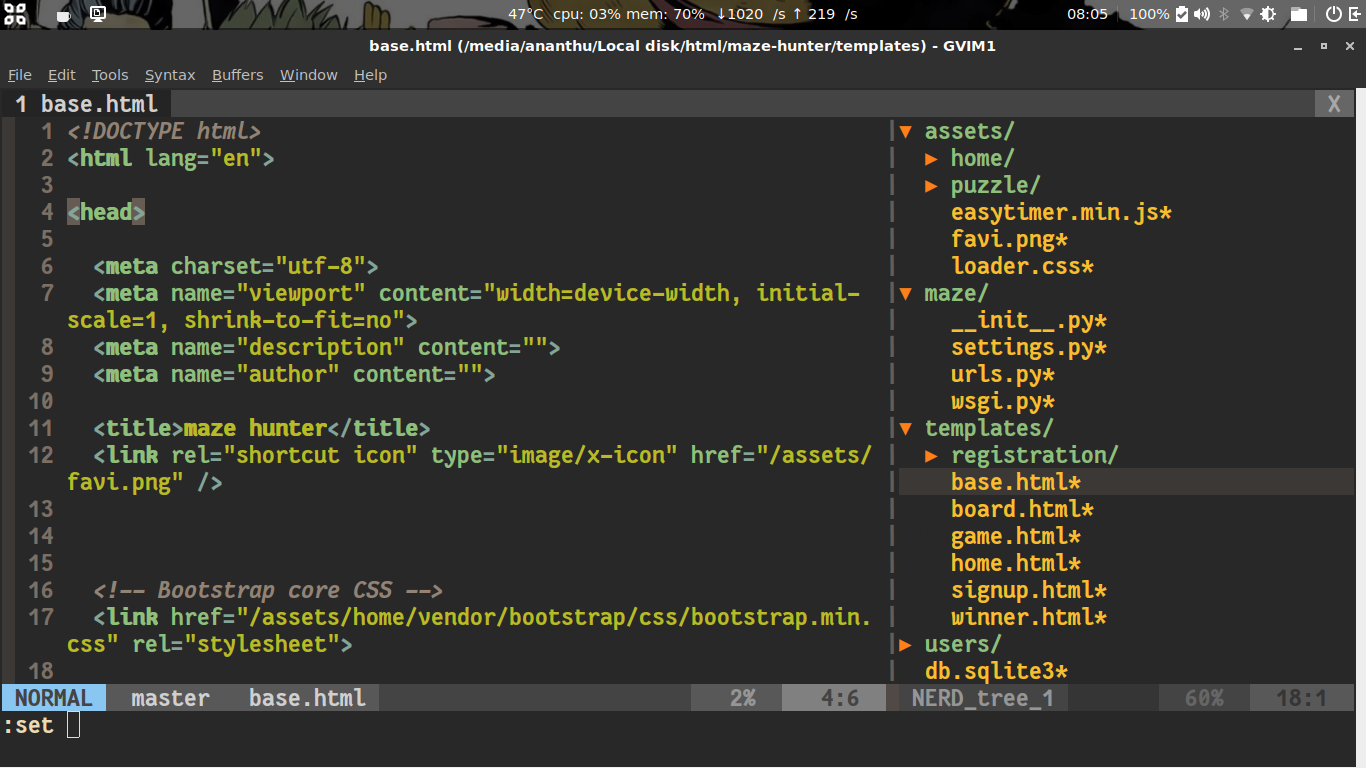 47°C cpu: 03% mem: 70% ↓1020 /s ↑ 219 /s 08:05 100%
base.html (/media/ananthu/Local disk/html/maze-hunter/templates) - GVIM1
File Edit Tools Syntax Buffers Window Help
1 base.html X
1 <!DOCTYPE html>
2 <html lang="en">
3
4 <head>
5
6 <meta charset="utf-8">
7 <meta name="viewport" content="width=device-width, initial-
scale=1, shrink-to-fit=no">
8 <meta name="description" content="">
9 <meta name="author" content="">
10
11 <title>maze hunter</title>
12 <link rel="shortcut icon" type="image/x-icon" href="/assets/
favi.png" />
13
14
15
16 <!-- Bootstrap core CSS -->
17 <link href="/assets/home/vendor/bootstrap/css/bootstrap.min.
css" rel="stylesheet">
18
▼ assets/
▶ home/
▶ puzzle/
easytimer.min.js*
favi.png*
loader.css*
▼ maze/
__init__.py*
settings.py*
urls.py*
wsgi.py*
▼ templates/
▶ registration/
base.html*
board.html*
game.html*
home.html*
signup.html*
winner.html*
▶ users/
db.sqlite3*
NORMAL master base.html 2% 4:6 NERD_tree_1 60% 18:1
:set